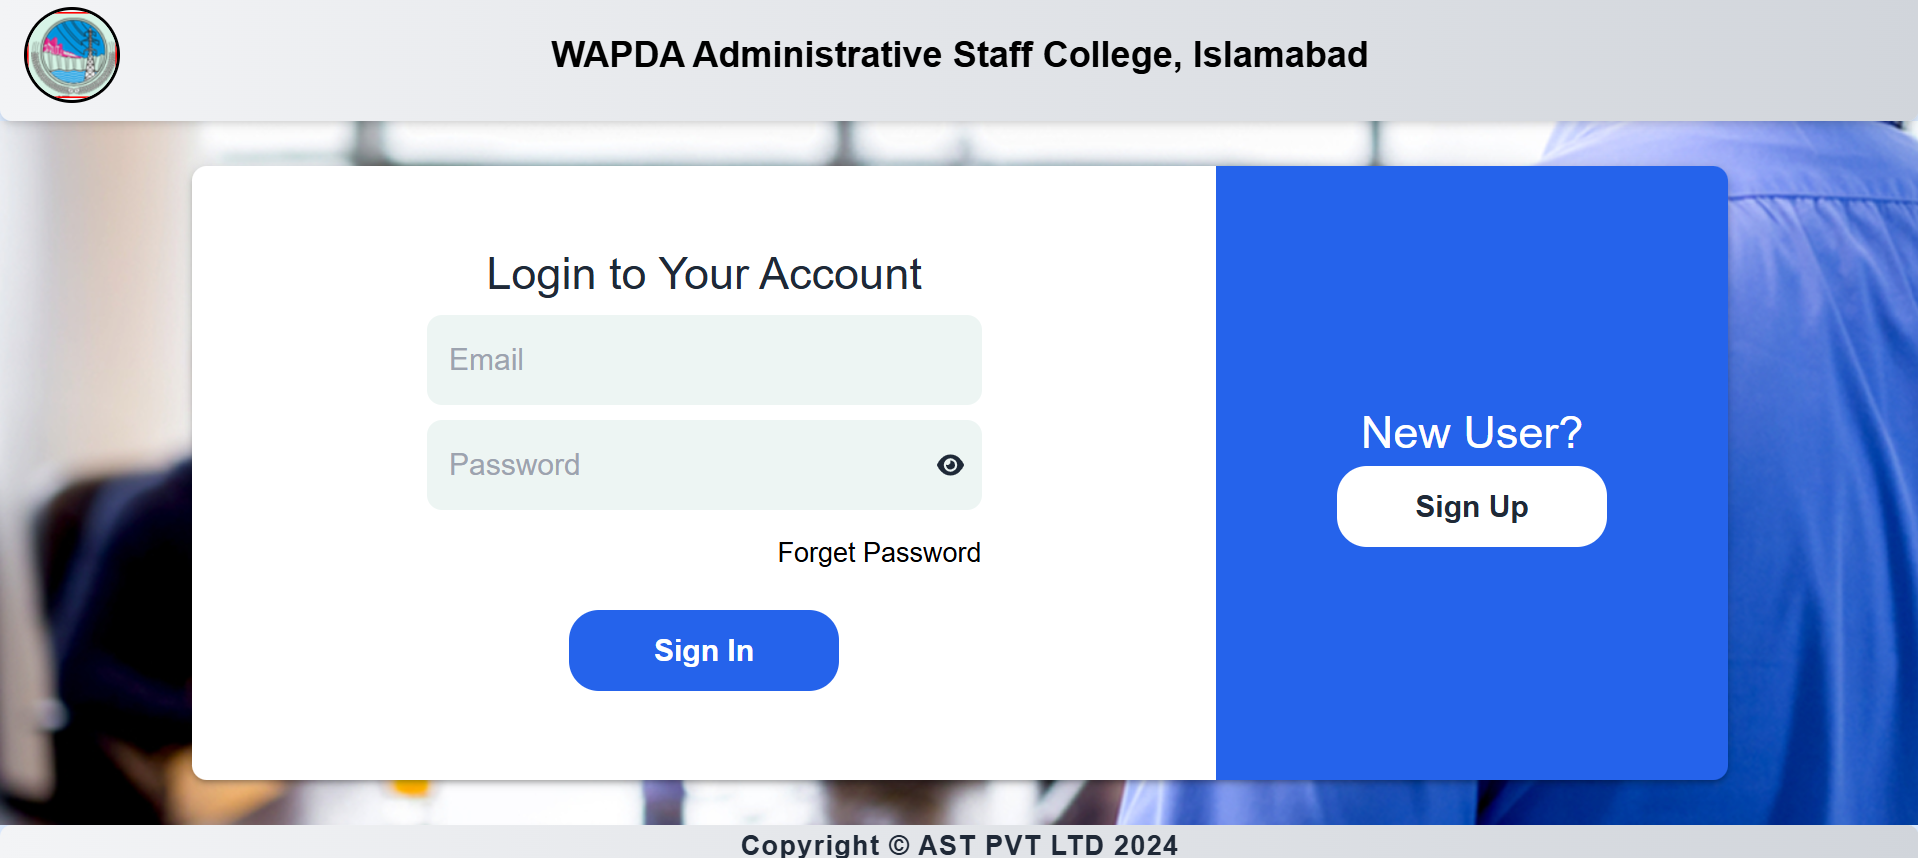 WAPDA Administrative Staff College, Islamabad
Login to Your Account
Email
Password
Forget Password
Sign In
New User?
Sign Up
Copyright © AST PVT LTD 2024